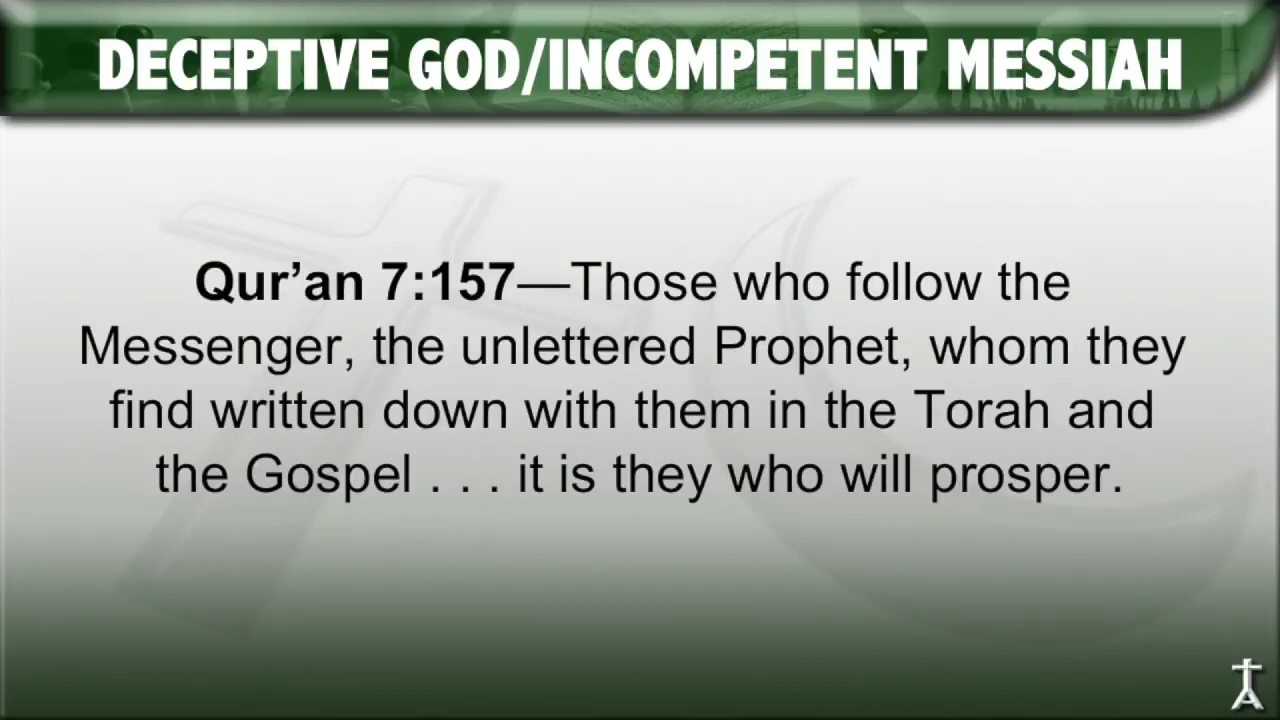 DECEPTIVE GOD/INCOMPETENT MESSIAH
Qur’an 7:157—Those who follow the
Messenger, the unlettered Prophet, whom they
find written down with them in the Torah and
the Gospel . . . it is they who will prosper.